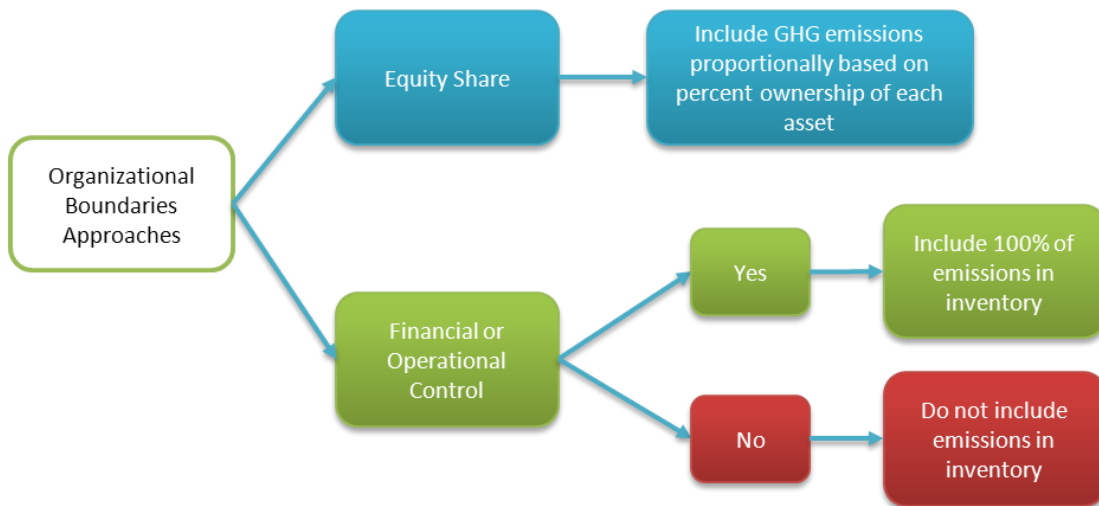 Organizational
Boundaries
Approaches
Equity Share
Include GHG emissions
proportionally based on
percent ownership of each
asset
Financial or
Operational
Control
Yes
Include 100% of
emissions in
inventory
No
Do not include
emissions in
inventory